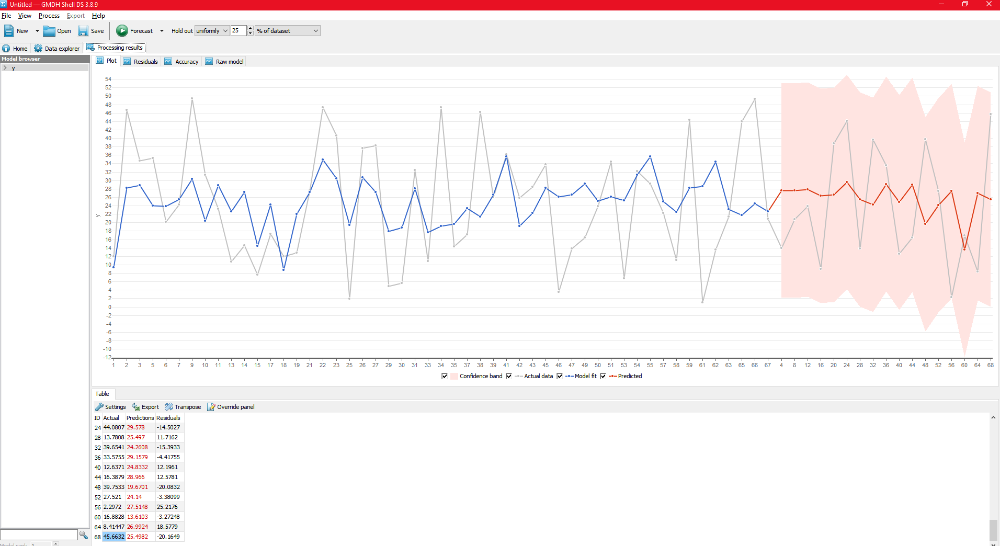 Untitled — GMDH Shell DS 3.8.9
File View Process Export Help
New Open Save Forecast Hold out uniformly 25 % of dataset
Home Data explorer Processing results
Model browser
y
Plot Residuals Accuracy Raw model
54
52
50
48
46
44
42
40
38
36
34
32
30
28
26
24
22
20
18
16
14
12
10
8
6
4
2
0
-2
-4
-6
-8
-10
-12
y
1 2 3 5 6 7 9 10 11 13 14 15 17 18 19 21 22 23 25 26 27 29 30 31 33 34 35 37 38 39 41 42 43 45 46 47 49 50 51 53 54 55 57 58 59 61 62 63 65 66 67 4 8 12 16 20 24 28 32 36 40 44 48 52 56 60 64 68
Confidence band Actual data Model fit Predicted
Table
Settings Export Transpose Override panel
ID Actual Predictions Residuals
24 44.0807 29.578 -14.5027
28 13.7808 25.497 11.7162
32 39.6541 24.2608 -15.3933
36 33.5755 29.1579 -4.41755
40 12.6371 24.8332 12.1961
44 16.3879 28.966 12.5781
48 39.7533 19.6701 -20.0832
52 27.521 24.14 -3.38099
56 2.2972 27.5148 25.2176
60 16.8828 13.6103 -3.27248
64 8.41447 26.9924 18.5779
68 45.6632 25.4982 -20.1649
Model rank 1